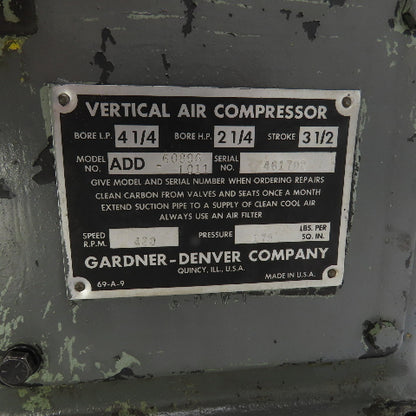 VERTICAL AIR COMPRESSOR
BORE L.P. 4 1/4 BORE H.P. 2 1/4 STROKE 3 1/2
MODEL NO. ADD SERIAL NO.
GIVE MODEL AND SERIAL NUMBER WHEN ORDERING REPAIRS
CLEAN CARBON FROM VALVES AND SEATS ONCE A MONTH
EXTEND SUCTION PIPE TO A SUPPLY OF CLEAN COOL AIR
ALWAYS USE AN AIR FILTER
SPEED R.P.M. PRESSURE LBS. PER SQ. IN.
GARDNER-DENVER COMPANY
QUINCY, ILL., U.S.A.
69-A-9 MADE IN U.S.A.